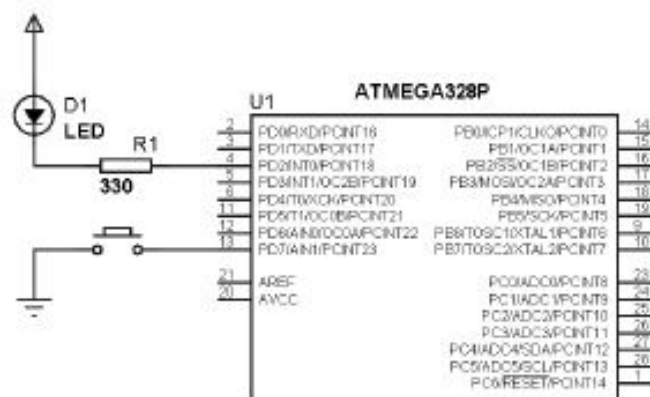 D1
LED
R1
330
U1
ATMEGA328P
2 PD0/RXD/PCINT16
3 PD1/TXD/PCINT17
4 PD2/INT0/PCINT18
5 PD3/INT1/OC2B/PCINT19
6 PD4/T0/XCK/PCINT20
11 PD5/T1/OC0B/PCINT21
12 PD6/AIN0/OC0A/PCINT22
13 PD7/AIN1/PCINT23
21 AREF
20 AVCC
PB0/ICP1/CLKO/PCINT0 14
PB1/OC1A/PCINT1 15
PB2/SS/OC1B/PCINT2 16
PB3/MOSI/OC2A/PCINT3 17
PB4/MISO/PCINT4 18
PB5/SCK/PCINT5 19
PB6/TOSC1/XTAL1/PCINT6 9
PB7/TOSC2/XTAL2/PCINT7 10
PC0/ADC0/PCINT8 23
PC1/ADC1/PCINT9 24
PC2/ADC2/PCINT10 25
PC3/ADC3/PCINT11 26
PC4/ADC4/SDA/PCINT12 27
PC5/ADC5/SCL/PCINT13 28
PC6/RESET/PCINT14 1